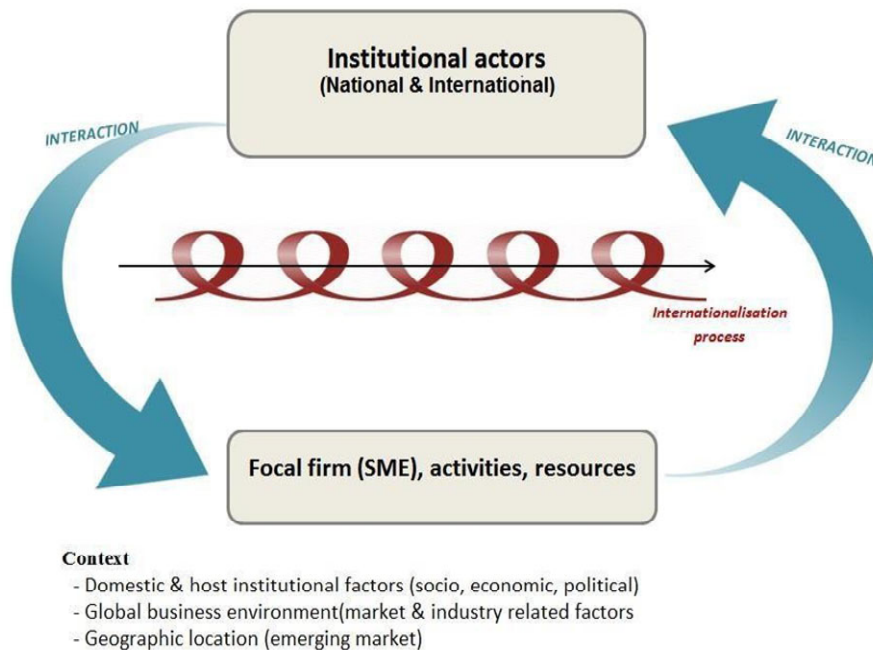 Institutional actors
(National & International)
INTERACTION
INTERACTION
Internationalisation
process
Focal firm (SME), activities, resources
Context
- Domestic & host institutional factors (socio, economic, political)
- Global business environment(market & industry related factors
- Geographic location (emerging market)